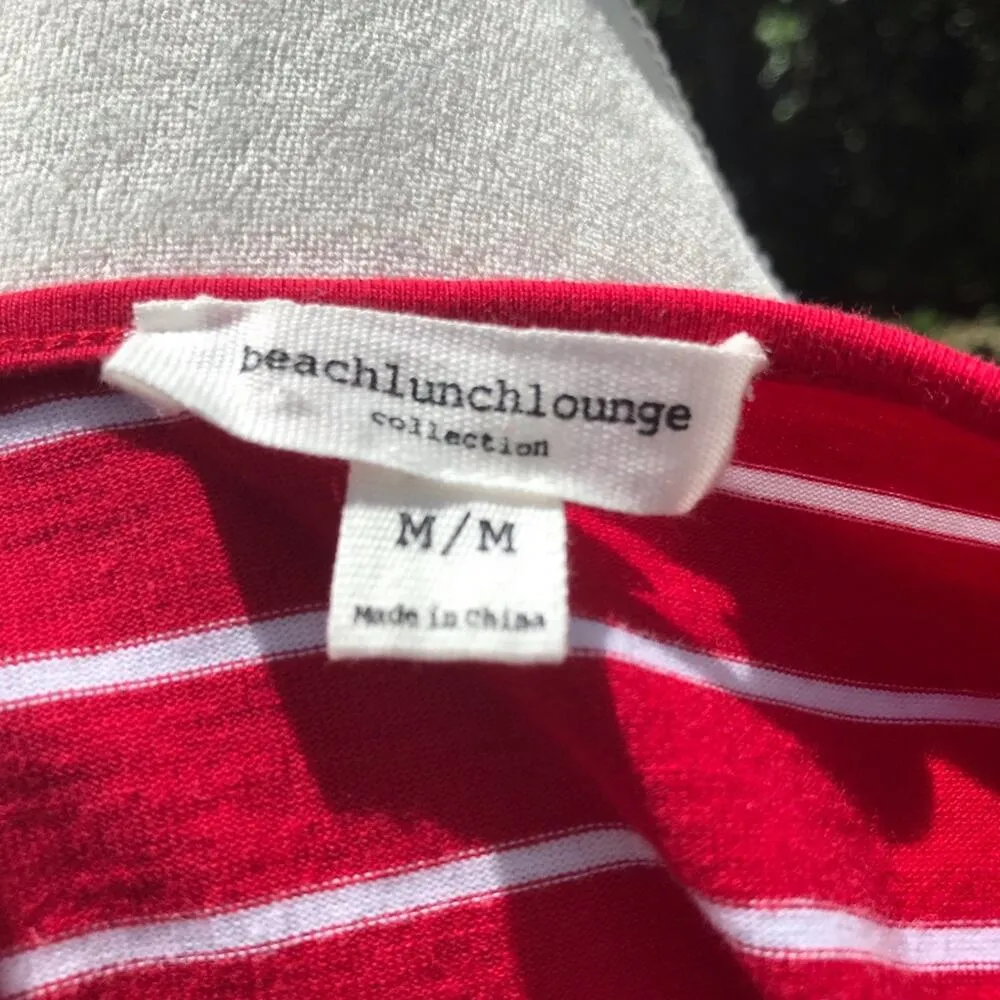 beachlunchlounge
collection
M/M
Made in China